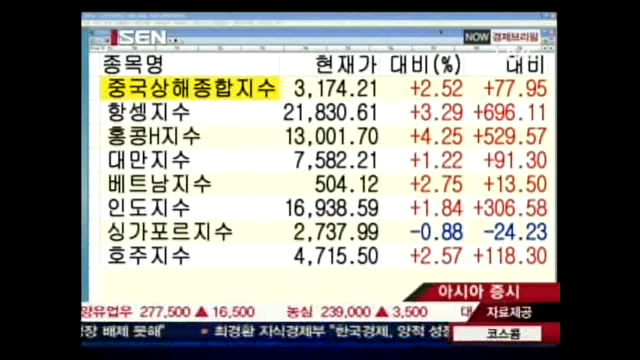 SEN
NOW 경제브리핑
종목명 현재가 대비(%) 대비
중국상해종합지수 3,174.21 +2.52 +77.95
항셍지수 21,830.61 +3.29 +696.11
홍콩H지수 13,001.70 +4.25 +529.57
대만지수 7,582.21 +1.22 +91.30
베트남지수 504.12 +2.75 +13.50
인도지수 16,938.59 +1.84 +306.58
싱가포르지수 2,737.99 -0.88 -24.23
호주지수 4,715.50 +2.57 +118.30
아시아 증시
양유업우 277,500 ▲ 16,500 농심 239,000 ▲ 3,500 대
자료제공
코스콤
장 배제 못해" 최경환 지식경제부 "한국경제, 양적 성